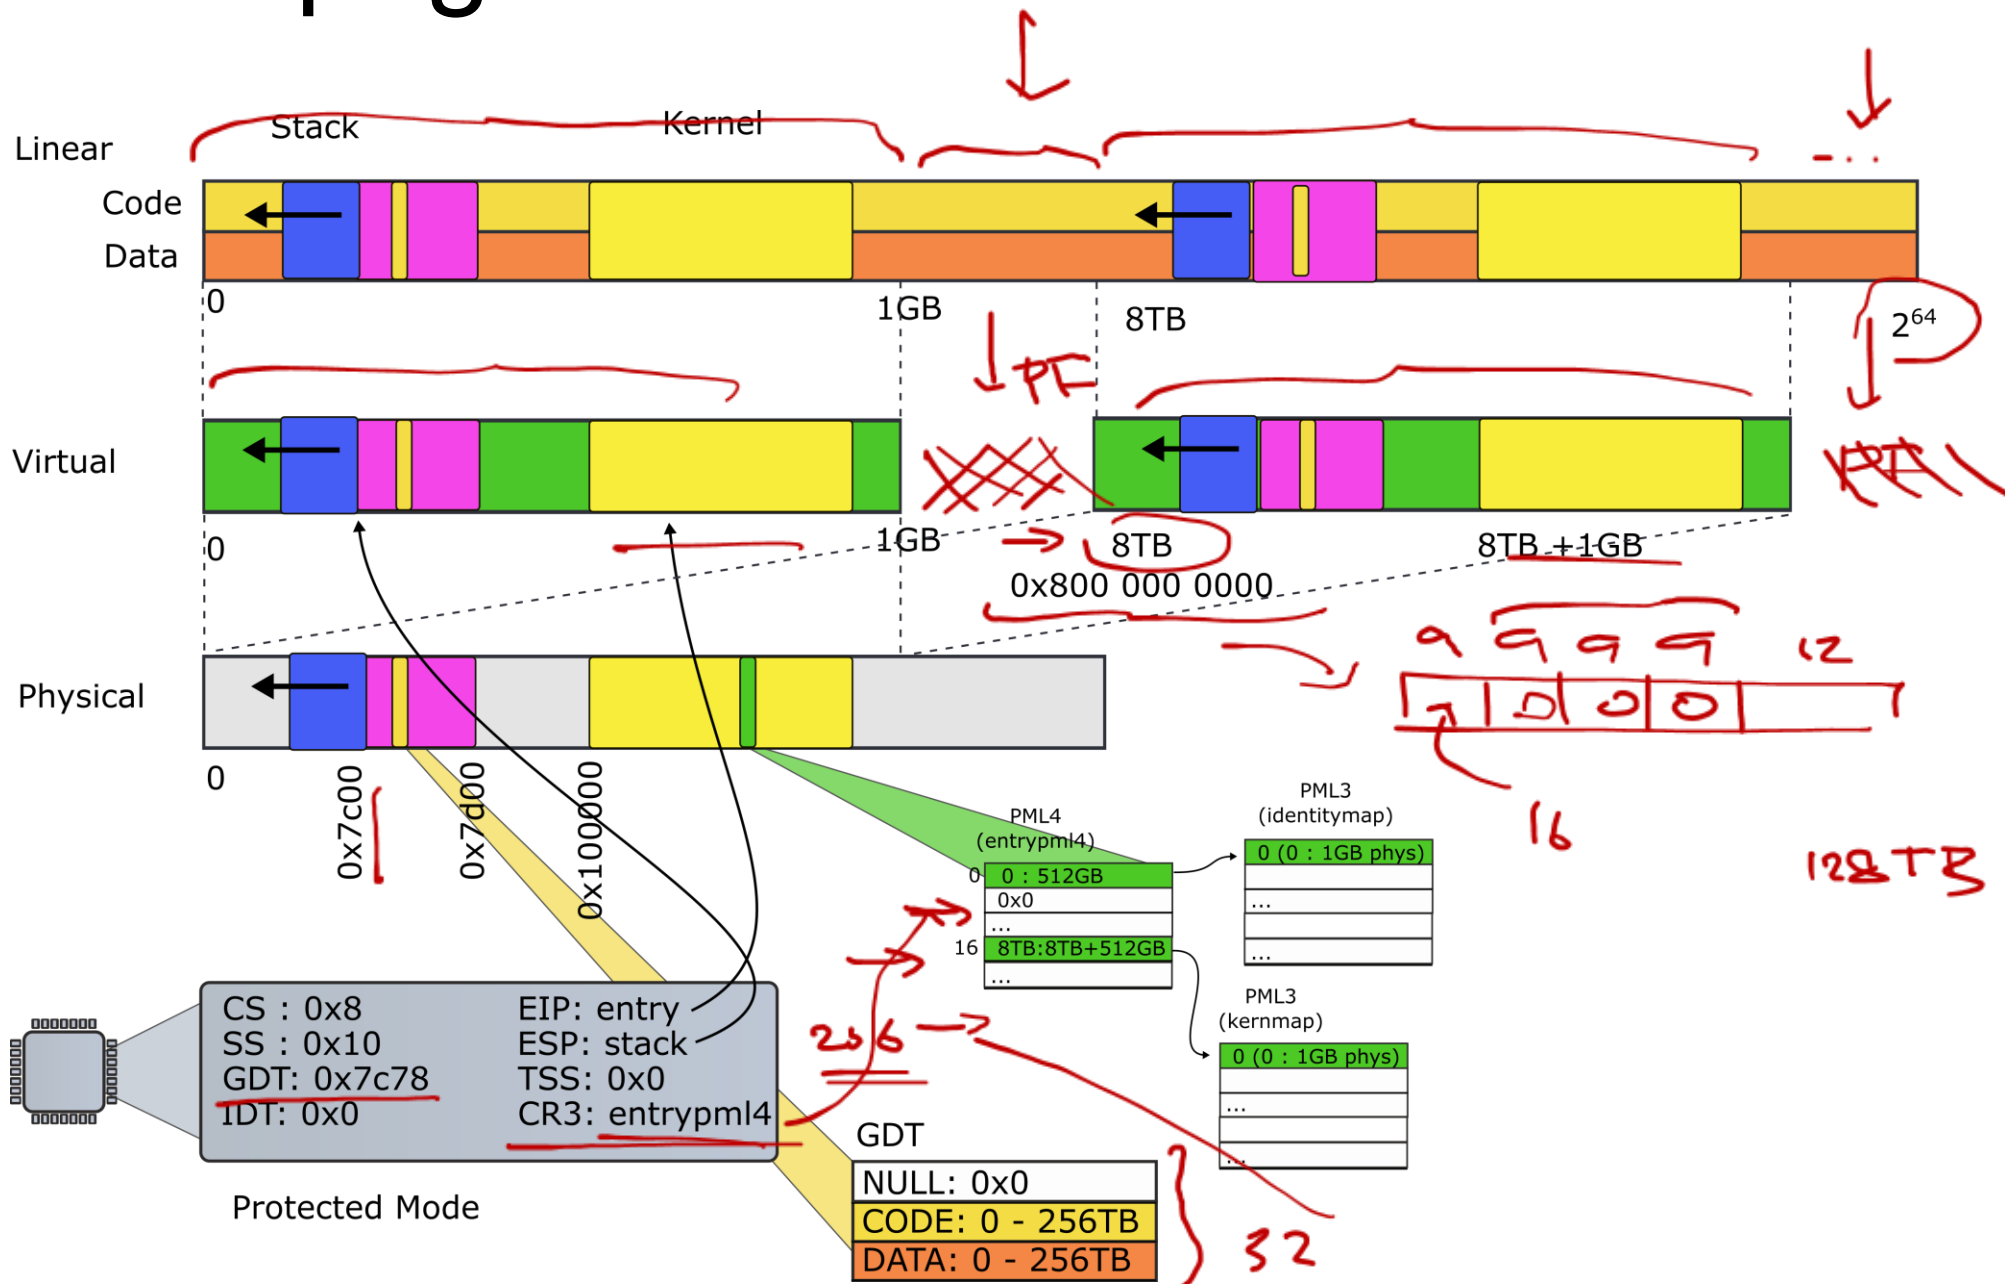 Stack
Kernel
Linear
Code
Data
0
1GB
8TB
2⁶⁴
PF
Virtual
0
1GB
8TB
8TB +1GB
0x800 000 0000
9 9 9 9 12
0 0 0
16
Physical
0
0x7c00
0x7d00
0x100000
128TB
PML4
(entrypml4)
0
0 : 512GB
0x0
...
16
8TB:8TB+512GB
...
PML3
(identitymap)
0 (0 : 1GB phys)
...
...
PML3
(kernmap)
0 (0 : 1GB phys)
...
...
CS : 0x8
EIP: entry
SS : 0x10
ESP: stack
GDT: 0x7c78
TSS: 0x0
IDT: 0x0
CR3: entrypml4
256
Protected Mode
GDT
NULL: 0x0
CODE: 0 - 256TB
DATA: 0 - 256TB
32